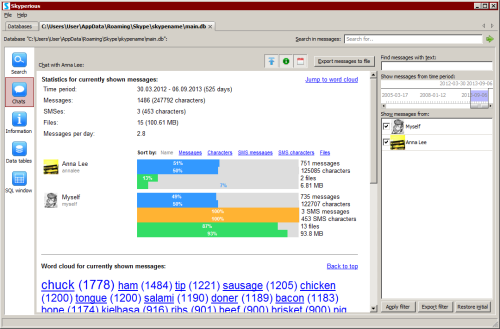 Skyperious
File Help
Databases C:\Users\User\AppData\Roaming\Skype\skypename\main.db
Database "C:\Users\User\AppData\Roaming\Skype\skypename\main.db": Search in messages: Search for...
Search
Chats
Information
Data tables
SQL window
Chat with Anna Lee: Export messages to file
Statistics for currently shown messages: Jump to word cloud
Time period: 30.03.2012 - 06.09.2013 (525 days)
Messages: 1486 (247792 characters)
SMSes: 3 (453 characters)
Files: 15 (100.61 MB)
Messages per day: 2.8
Sort by: Name Messages Characters SMS messages SMS characters Files
Anna Lee
annalee
51% 751 messages
50% 125085 characters
13% 2 files
7% 6.81 MB
Myself
myself
49% 735 messages
50% 122707 characters
100% 3 SMS messages
100% 453 SMS characters
87% 13 files
93% 93.8 MB
Word cloud for currently shown messages: Back to top
chuck (1778) ham (1484) tip (1221) sausage (1205) chicken
(1200) tongue (1200) salami (1190) doner (1189) bacon (1183)
bone (1174) kielbasa (916) ribs (901) beef (900) brisket (900) pig
Find messages with text:
Show messages from time period:
2012-03-30 2013-09-06
2005-03-17 2008-01-12 2013-09-06
Show messages from:
Myself
Anna Lee
Apply filter Export filter Restore initial